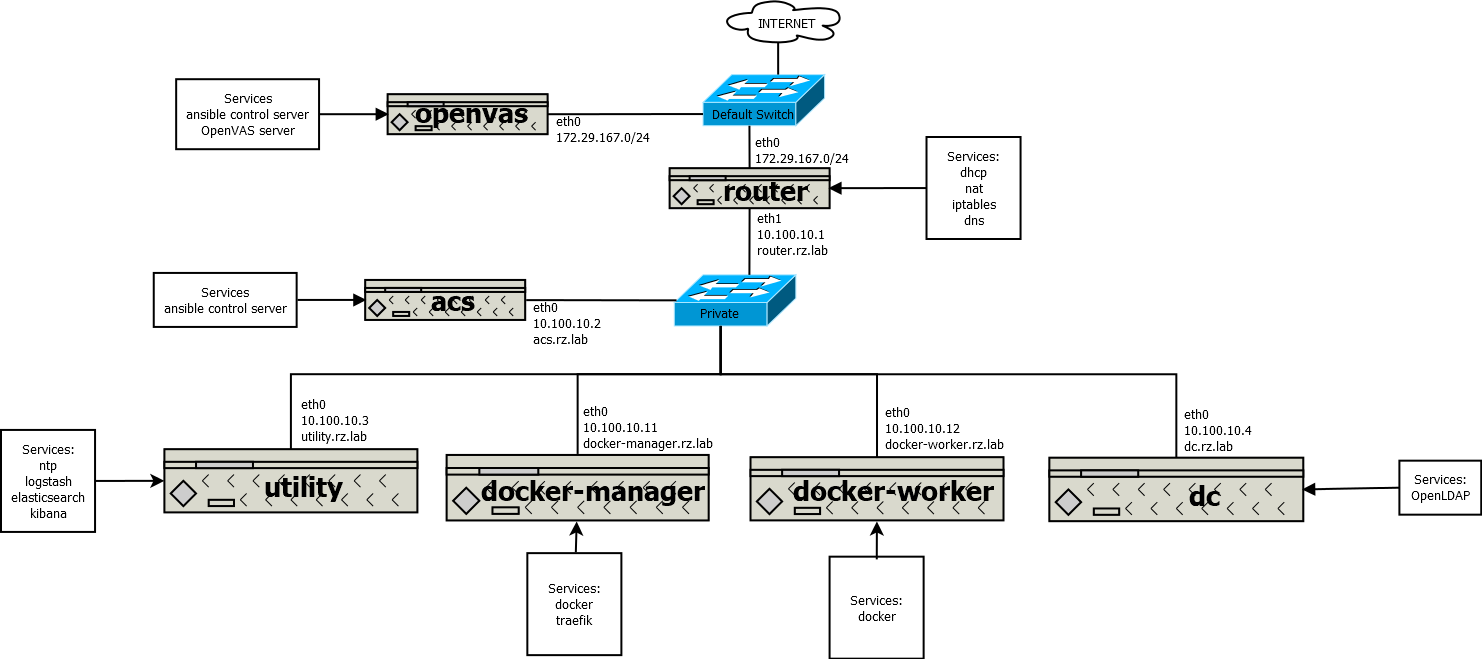 INTERNET
Services
ansible control server
OpenVAS server
openvas
eth0
172.29.167.0/24
Default Switch
eth0
172.29.167.0/24
router
Services:
dhcp
nat
iptables
dns
eth1
10.100.10.1
router.rz.lab
Services
ansible control server
acs
eth0
10.100.10.2
acs.rz.lab
Private
eth0
10.100.10.3
utility.rz.lab
eth0
10.100.10.11
docker-manager.rz.lab
eth0
10.100.10.12
docker-worker.rz.lab
eth0
10.100.10.4
dc.rz.lab
Services:
ntp
logstash
elasticsearch
kibana
utility
docker-manager
docker-worker
dc
Services:
OpenLDAP
Services:
docker
traefik
Services:
docker